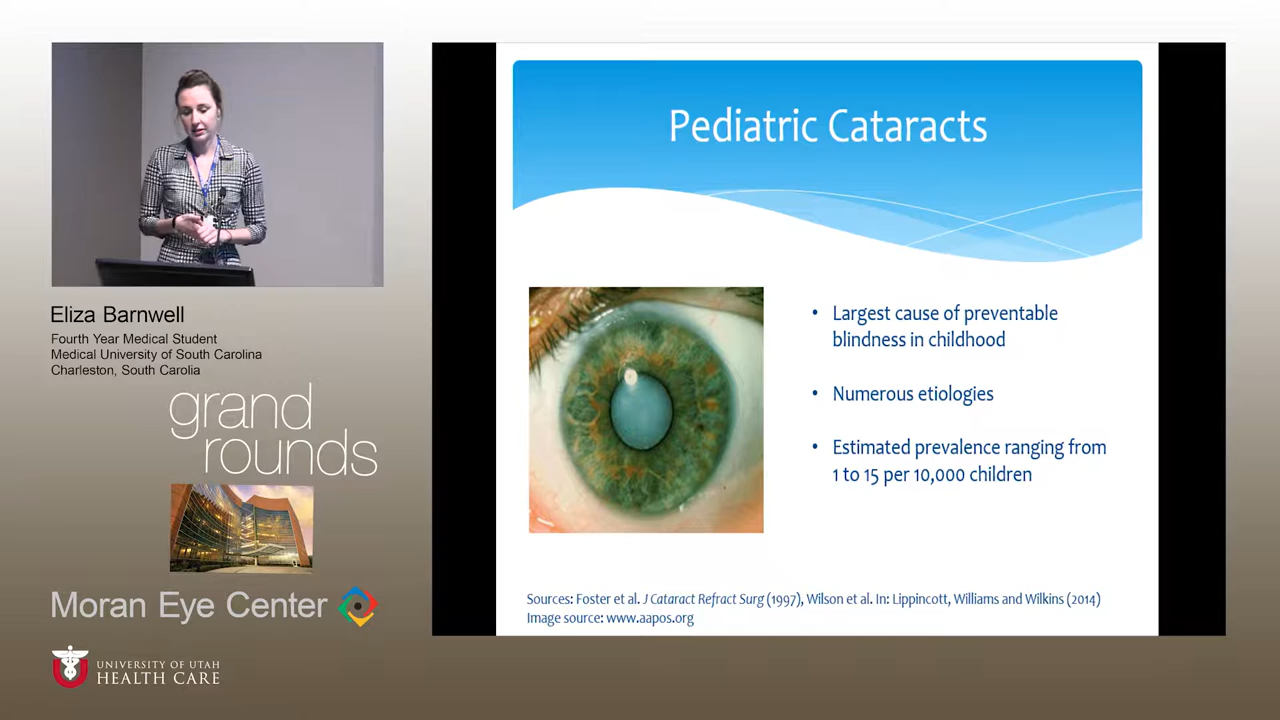 Eliza Barnwell
Fourth Year Medical Student
Medical University of South Carolina
Charleston, South Carolia
grand
rounds
Moran Eye Center
UNIVERSITY OF UTAH
HEALTH CARE
Pediatric Cataracts
• Largest cause of preventable
blindness in childhood
• Numerous etiologies
• Estimated prevalence ranging from
1 to 15 per 10,000 children
Sources: Foster et al. J Cataract Refract Surg (1997), Wilson et al. In: Lippincott, Williams and Wilkins (2014)
Image source: www.aapos.org